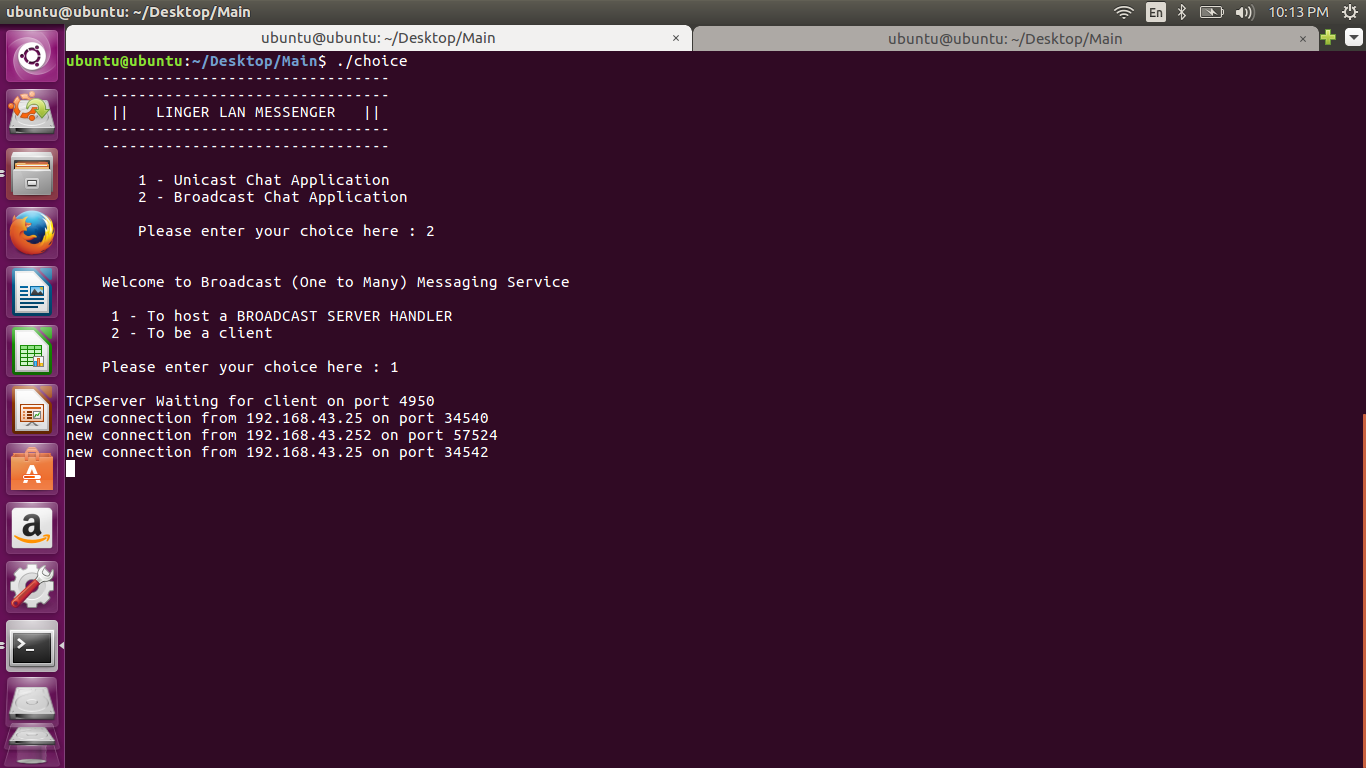 ubuntu@ubuntu: ~/Desktop/Main
En
10:13 PM
ubuntu@ubuntu: ~/Desktop/Main ×
ubuntu@ubuntu: ~/Desktop/Main ×
ubuntu@ubuntu:~/Desktop/Main$ ./choice
--------------------------------
--------------------------------
|| LINGER LAN MESSENGER ||
--------------------------------
--------------------------------
1 - Unicast Chat Application
2 - Broadcast Chat Application
Please enter your choice here : 2
Welcome to Broadcast (One to Many) Messaging Service
1 - To host a BROADCAST SERVER HANDLER
2 - To be a client
Please enter your choice here : 1
TCPServer Waiting for client on port 4950
new connection from 192.168.43.25 on port 34540
new connection from 192.168.43.252 on port 57524
new connection from 192.168.43.25 on port 34542